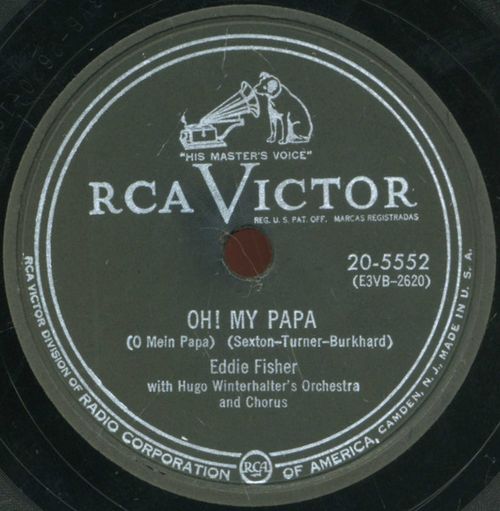 "HIS MASTER'S VOICE"
RCA VICTOR
REG. U. S. PAT. OFF. MARCAS REGISTRADAS
20-5552
(E3VB-2620)
OH! MY PAPA
(O Mein Papa) (Sexton-Turner-Burkhard)
Eddie Fisher
with Hugo Winterhalter's Orchestra
and Chorus
RCA VICTOR DIVISION OF RADIO CORPORATION OF AMERICA, CAMDEN, N. J. MADE IN U. S. A.
RCA